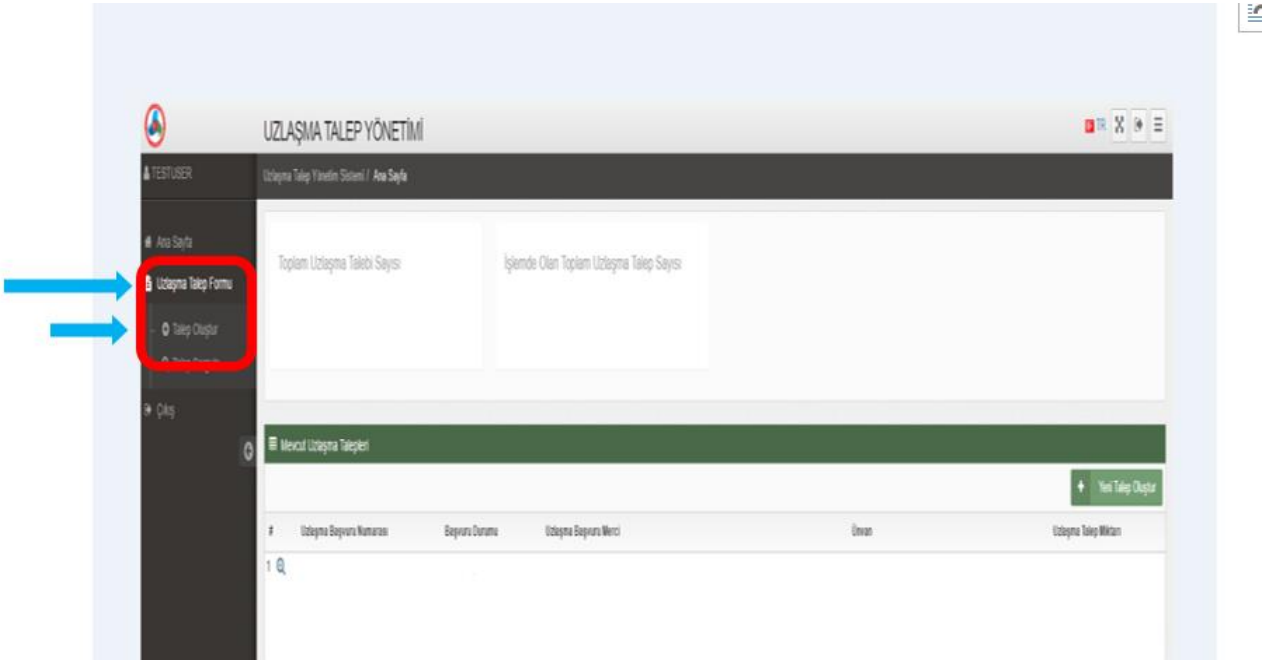 UZLAŞMA TALEP YÖNETİMİ
TR
TESTUSER
Uzlaşma Talep Yönetim Sistemi / Ana Sayfa
Ana Sayfa
Uzlaşma Talep Formu
Talep Oluştur
Çıkış
Toplam Uzlaşma Talebi Sayısı
İşlemde Olan Toplam Uzlaşma Talep Sayısı
Mevcut Uzlaşma Talepleri
Yeni Talep Oluştur
# Uzlaşma Başvuru Numarası Başvuru Durumu Uzlaşma Başvuru Merci Ünvan Uzlaşma Talep Miktarı
1